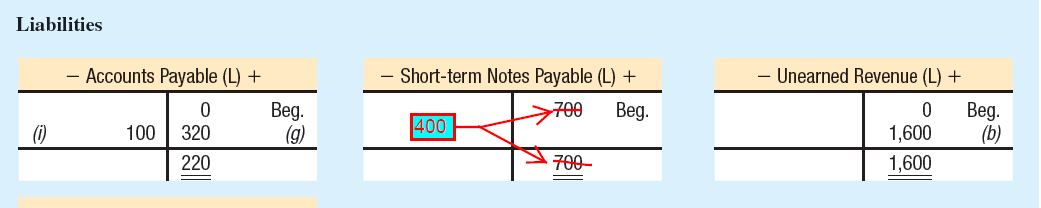 Liabilities
− Accounts Payable (L) +
0 Beg.
(i) 100 320 (g)
220
− Short-term Notes Payable (L) +
700 Beg.
400
700
− Unearned Revenue (L) +
0 Beg.
1,600 (b)
1,600